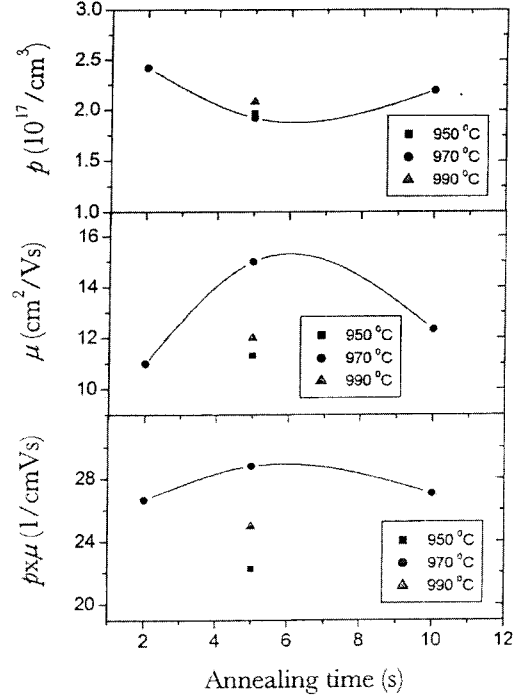 3.0
2.5
2.0
1.5
1.0
p (10^17/cm^3)
950 °C
970 °C
990 °C
16
14
12
10
μ (cm^2/Vs)
950 °C
970 °C
990 °C
28
24
20
pxμ (1/cmVs)
950 °C
970 °C
990 °C
2
4
6
8
10
12
Annealing time (s)